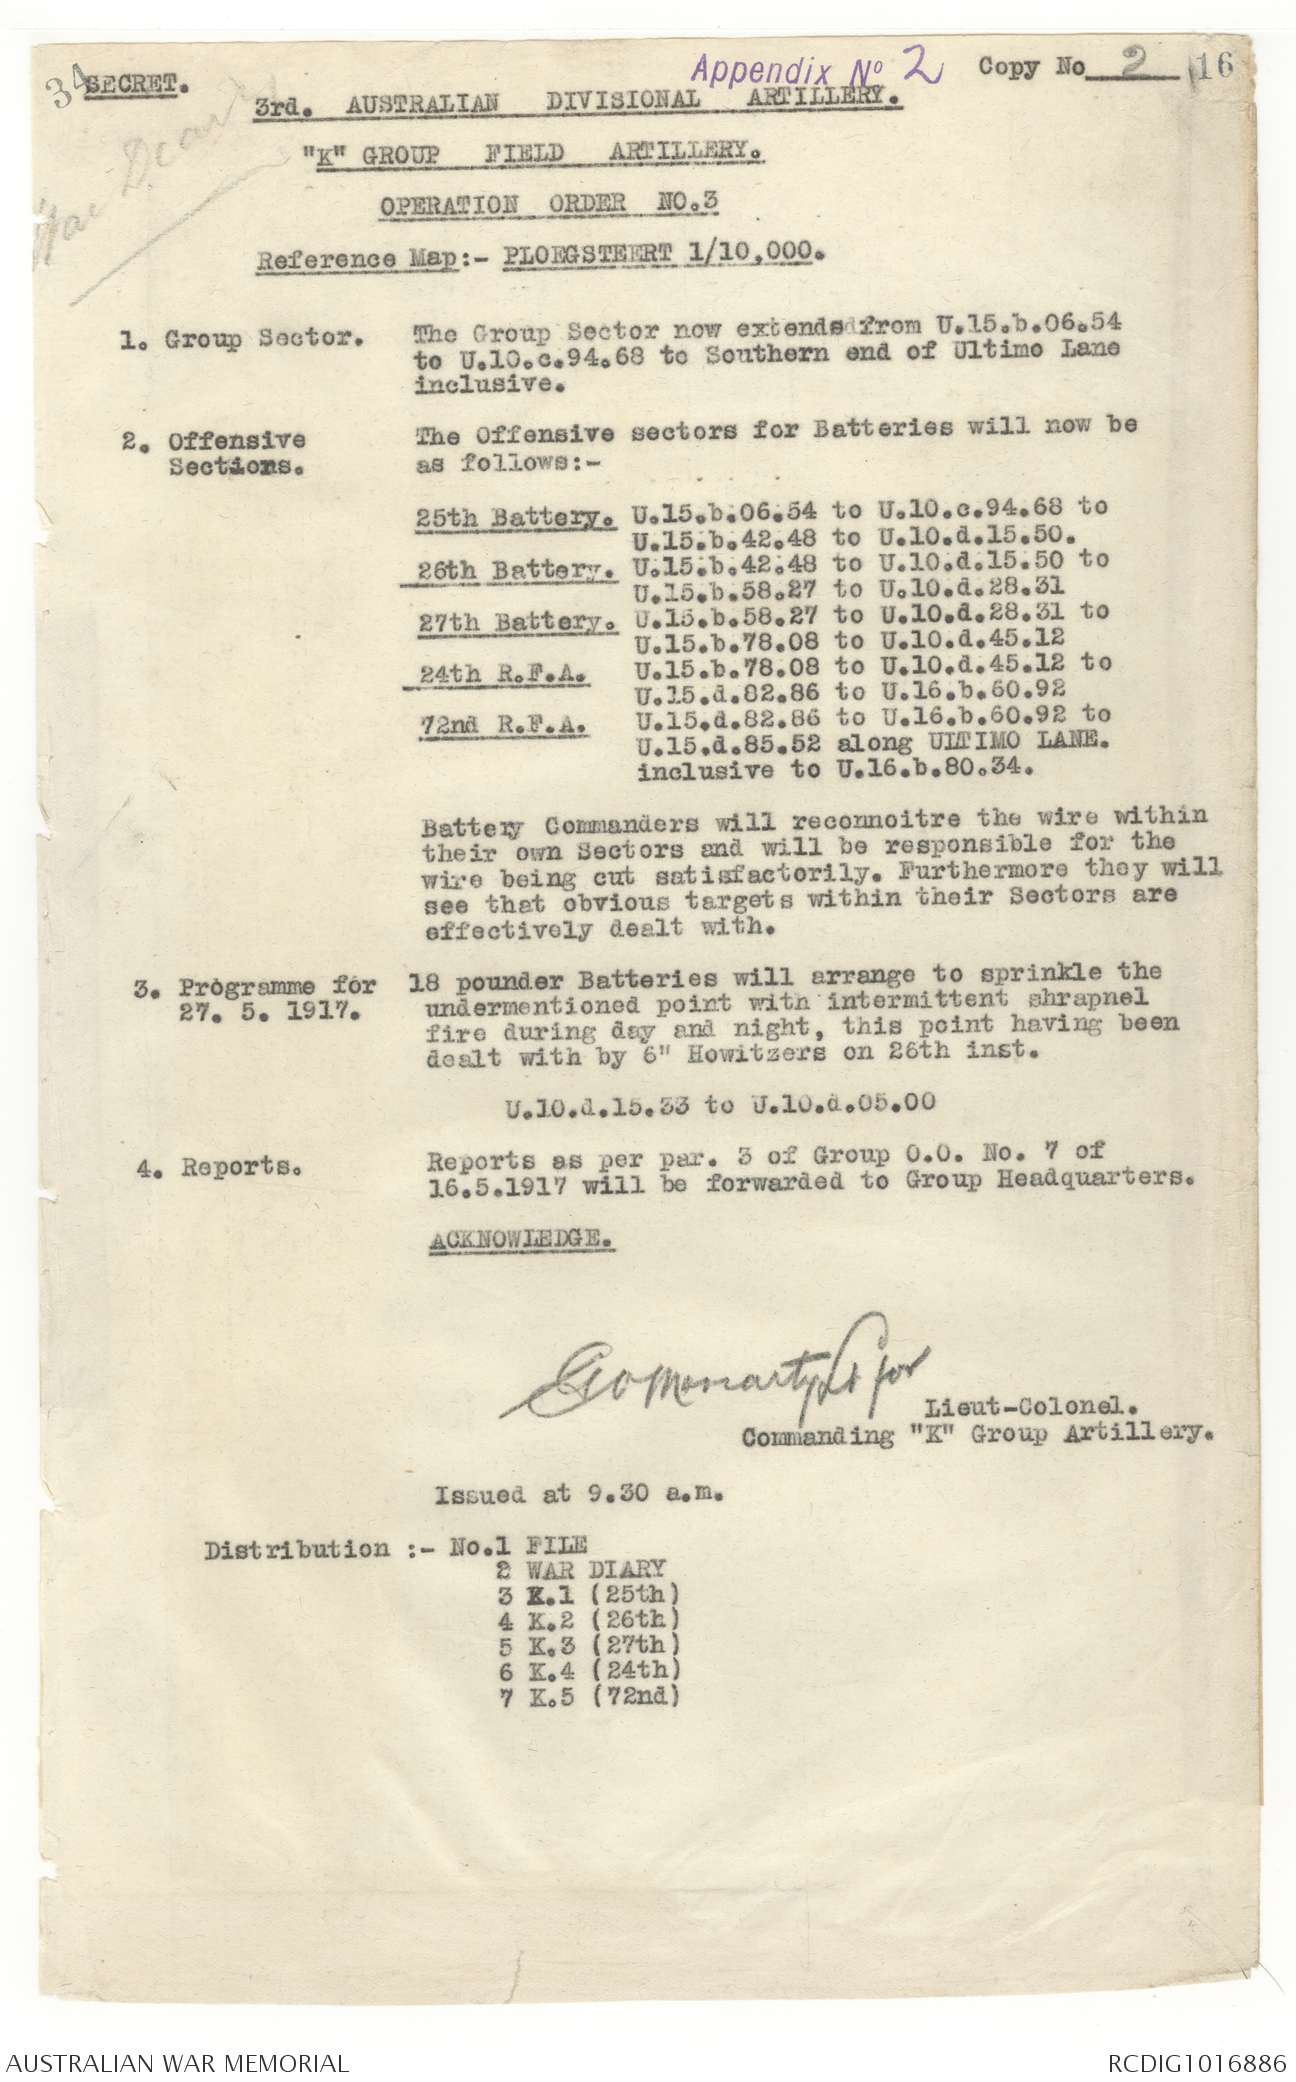 34
SECRET.
Appendix No 2
Copy No 2
16
War Diary
3rd. AUSTRALIAN DIVISIONAL ARTILLERY.
"K" GROUP FIELD ARTILLERY.
OPERATION ORDER NO.3
Reference Map:- PLOEGSTEERT 1/10,000.
1. Group Sector. The Group Sector now extends from U.15.b.06.54
to U.10.c.94.68 to Southern end of Ultimo Lane
inclusive.
2. Offensive The Offensive sectors for Batteries will now be
Sections. as follows:-
25th Battery. U.15.b.06.54 to U.10.c.94.68 to
U.15.b.42.48 to U.10.d.15.50.
26th Battery. U.15.b.42.48 to U.10.d.15.50 to
U.15.b.58.27 to U.10.d.28.31
27th Battery. U.15.b.58.27 to U.10.d.28.31 to
U.15.b.78.08 to U.10.d.45.12
24th R.F.A. U.15.b.78.08 to U.10.d.45.12 to
U.15.d.82.86 to U.16.b.60.92
72nd R.F.A. U.15.d.82.86 to U.16.b.60.92 to
U.15.d.85.52 along ULTIMO LANE.
inclusive to U.16.b.80.34.
Battery Commanders will reconnoitre the wire within
their own Sectors and will be responsible for the
wire being cut satisfactorily. Furthermore they will
see that obvious targets within their Sectors are
effectively dealt with.
3. Programme for 18 pounder Batteries will arrange to sprinkle the
27. 5. 1917. undermentioned point with intermittent shrapnel
fire during day and night, this point having been
dealt with by 6" Howitzers on 26th inst.
U.10.d.15.33 to U.10.d.05.00
4. Reports. Reports as per par. 3 of Group O.O. No. 7 of
16.5.1917 will be forwarded to Group Headquarters.
ACKNOWLEDGE.
G O Moriarty Lt for
Lieut-Colonel.
Commanding "K" Group Artillery.
Issued at 9.30 a.m.
Distribution :- No.1 FILE
2 WAR DIARY
3 K.1 (25th)
4 K.2 (26th)
5 K.3 (27th)
6 K.4 (24th)
7 K.5 (72nd)
AUSTRALIAN WAR MEMORIAL
RCDIG1016886